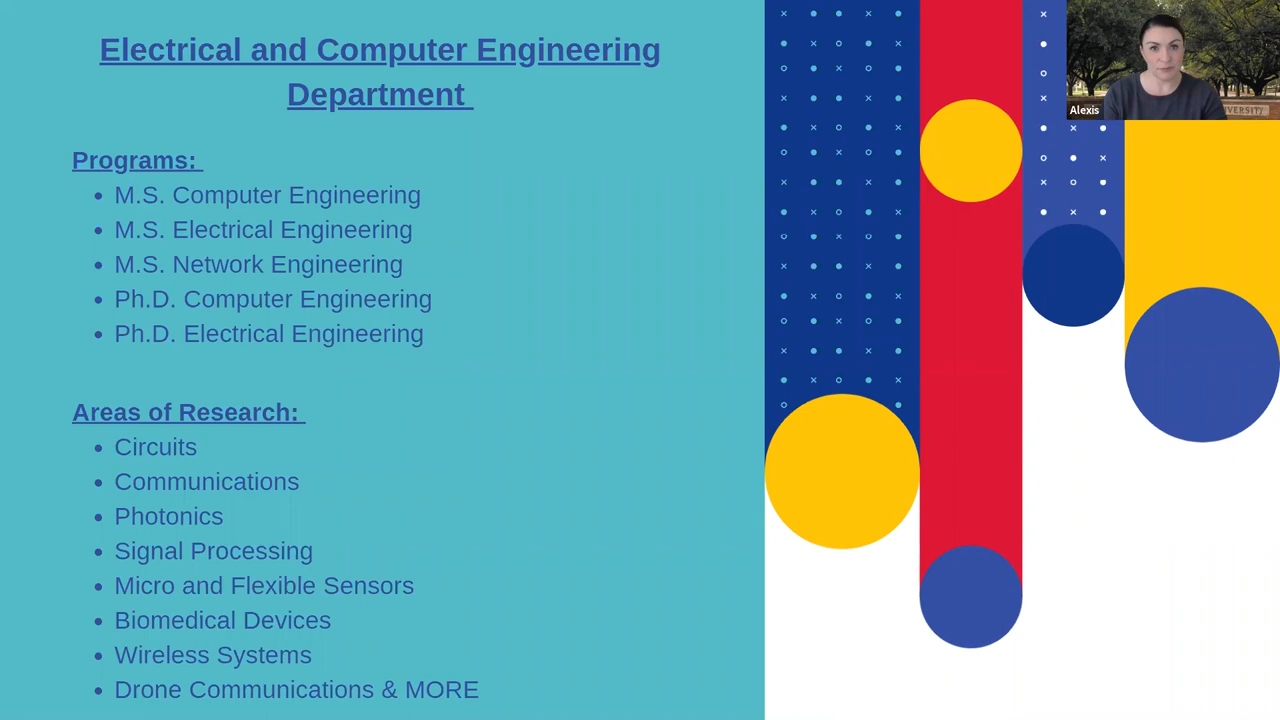 Electrical and Computer Engineering
Department
Programs:
• M.S. Computer Engineering
• M.S. Electrical Engineering
• M.S. Network Engineering
• Ph.D. Computer Engineering
• Ph.D. Electrical Engineering
Areas of Research:
• Circuits
• Communications
• Photonics
• Signal Processing
• Micro and Flexible Sensors
• Biomedical Devices
• Wireless Systems
• Drone Communications & MORE
Alexis
VERSITY